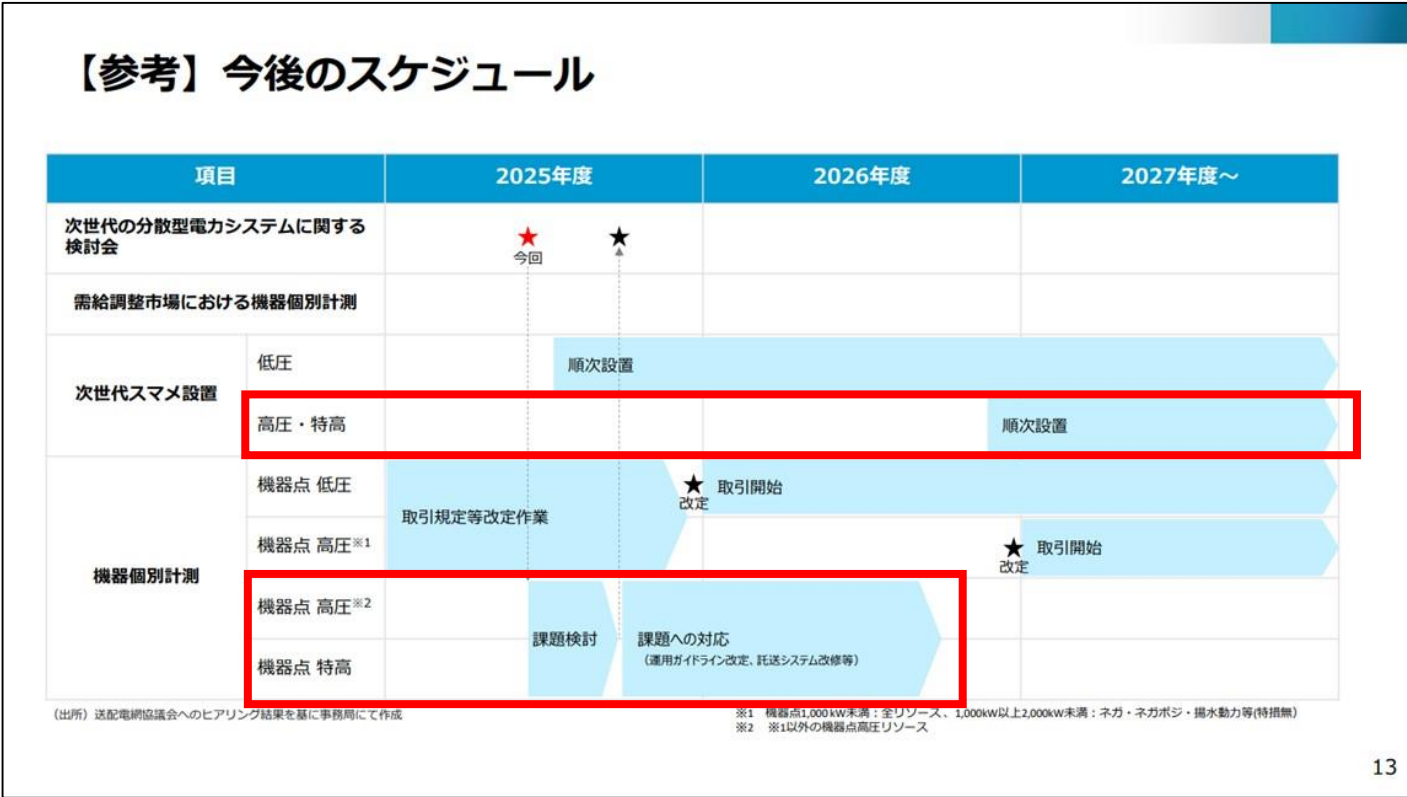 【参考】今後のスケジュール
項目
2025年度
2026年度
2027年度～
次世代の分散型電力システムに関する
検討会
★
今回
★
需給調整市場における機器個別計測
次世代スマメ設置
低圧
順次設置
高圧・特高
順次設置
機器個別計測
機器点 低圧
取引規定等改定作業
★
改定
取引開始
機器点 高圧※1
★
改定
取引開始
機器点 高圧※2
機器点 特高
課題検討
課題への対応
（運用ガイドライン改定、託送システム改修等）
（出所）送配電網協議会へのヒアリング結果を基に事務局にて作成
※1 機器点1,000kW未満：全リソース、1,000kW以上2,000kW未満：ネガ・ネガポジ・揚水動力等(特措無）
※2 ※1以外の機器点高圧リソース
13